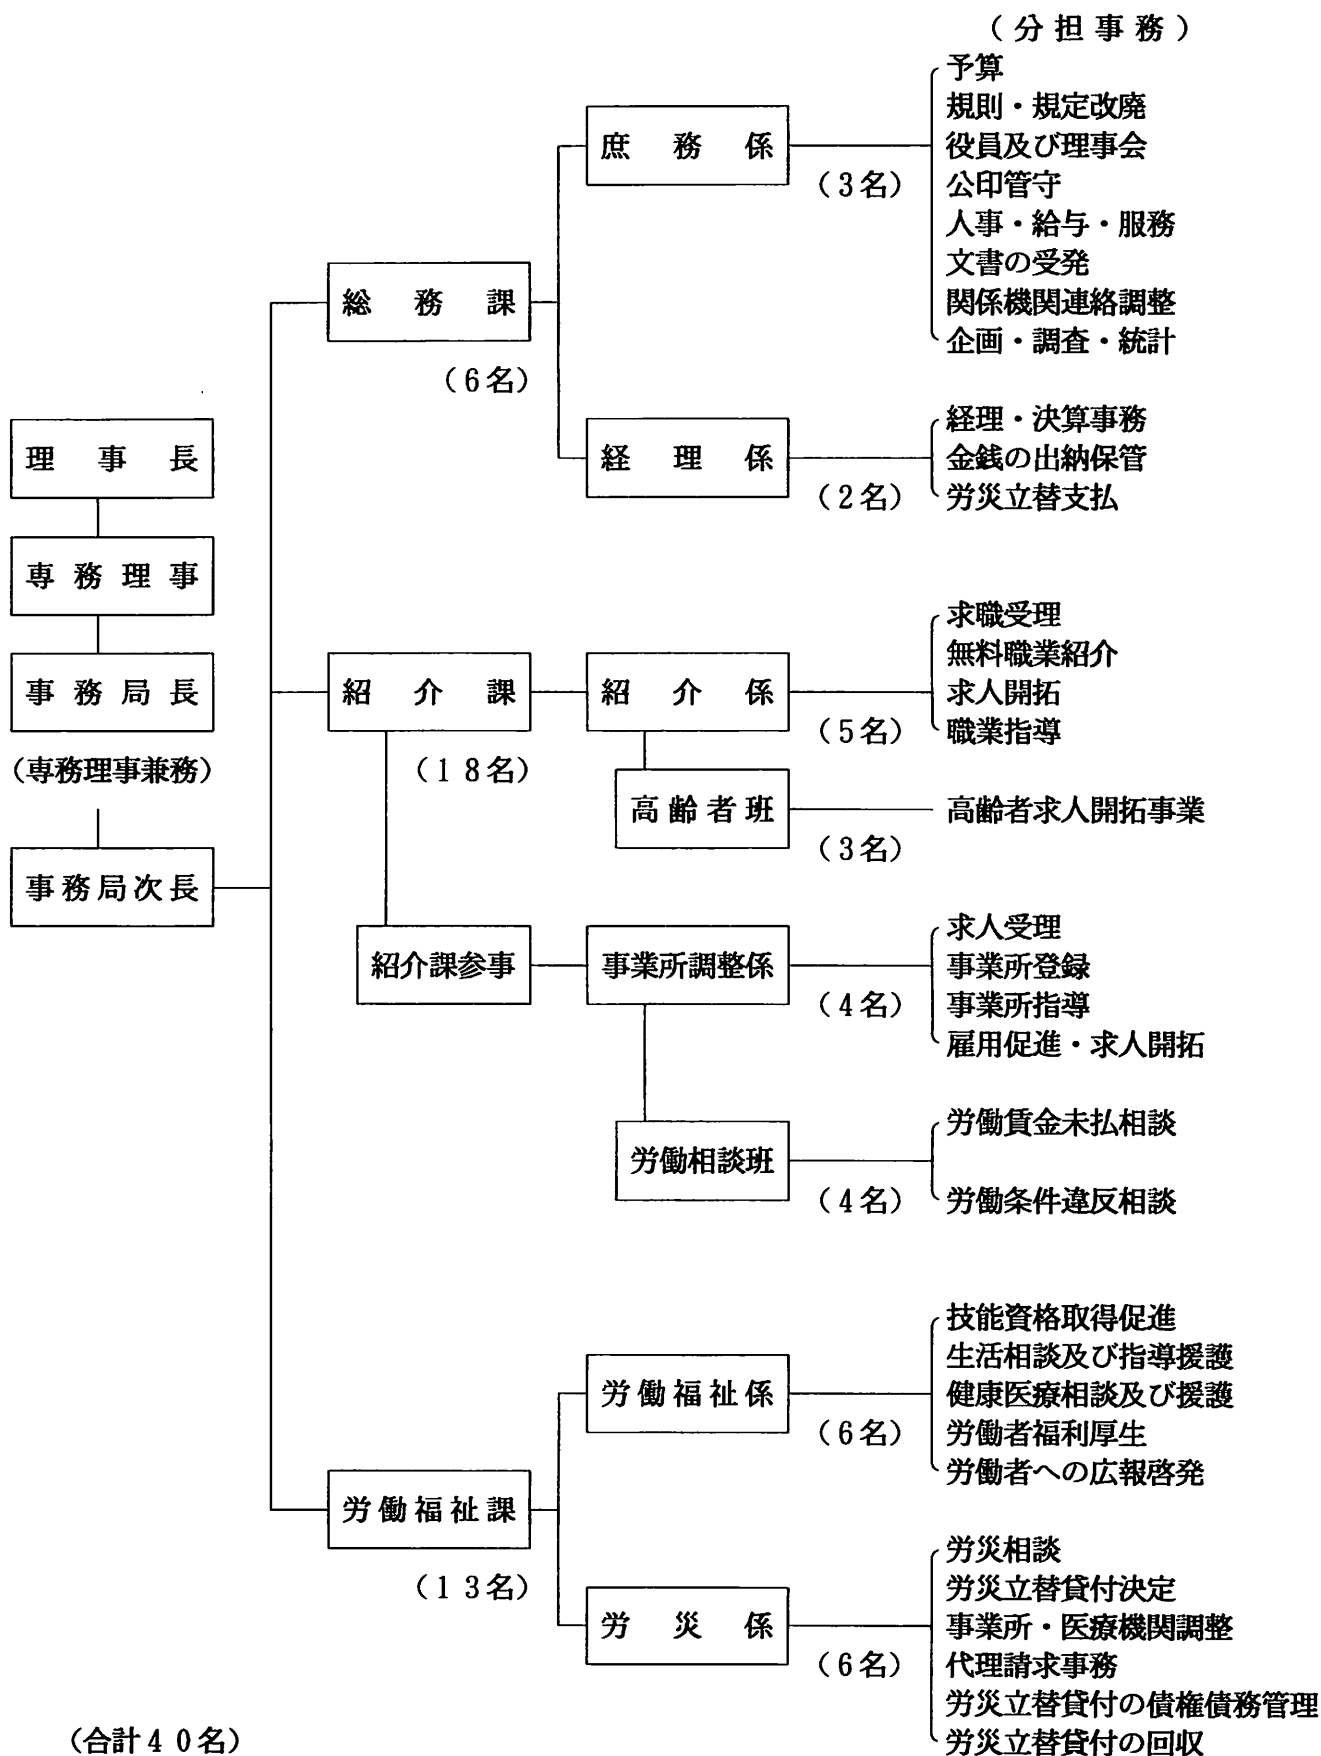 (分担事務)
理事長
専務理事
事務局長
(専務理事兼務)
事務局次長
総務課
(6名)
庶務係
(3名)
予算
規則・規定改廃
役員及び理事会
公印管守
人事・給与・服務
文書の受発
関係機関連絡調整
企画・調査・統計
経理係
(2名)
経理・決算事務
金銭の出納保管
労災立替支払
紹介課
(18名)
紹介係
(5名)
求職受理
無料職業紹介
求人開拓
職業指導
高齢者班
(3名)
高齢者求人開拓事業
紹介課参事
事業所調整係
(4名)
求人受理
事業所登録
事業所指導
雇用促進・求人開拓
労働相談班
(4名)
労働賃金未払相談
労働条件違反相談
労働福祉課
(13名)
労働福祉係
(6名)
技能資格取得促進
生活相談及び指導援護
健康医療相談及び援護
労働者福利厚生
労働者への広報啓発
労災係
(6名)
労災相談
労災立替貸付決定
事業所・医療機関調整
代理請求事務
労災立替貸付の債権債務管理
労災立替貸付の回収
(合計40名)